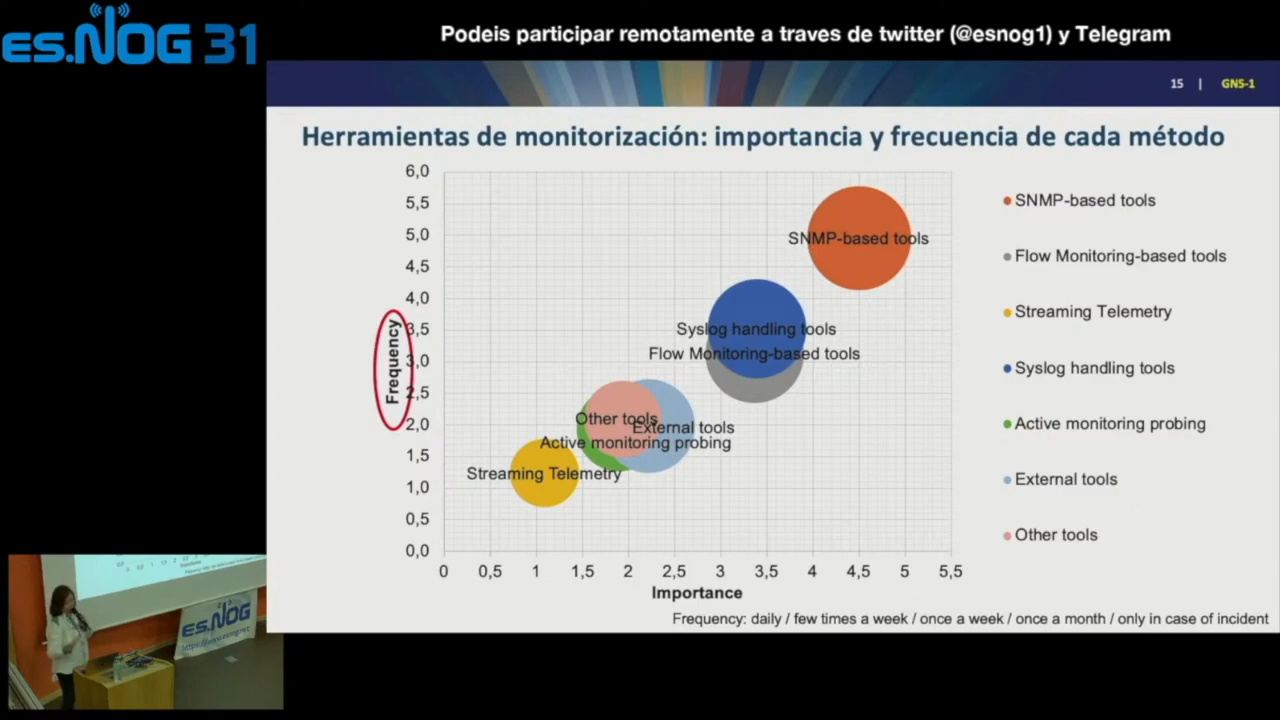 es.NOG 31
Podeis participar remotamente a traves de twitter (@esnog1) y Telegram
15 | GN5-1
Herramientas de monitorización: importancia y frecuencia de cada método
6,0
5,5
5,0
4,5
4,0
3,5
3,0
2,5
2,0
1,5
1,0
0,5
0,0
Frequency
SNMP-based tools
Syslog handling tools
Flow Monitoring-based tools
Other tools
External tools
Active monitoring probing
Streaming Telemetry
0 0,5 1 1,5 2 2,5 3 3,5 4 4,5 5 5,5
Importance
SNMP-based tools
Flow Monitoring-based tools
Streaming Telemetry
Syslog handling tools
Active monitoring probing
External tools
Other tools
Frequency: daily / few times a week / once a week / once a month / only in case of incident
es.NOG